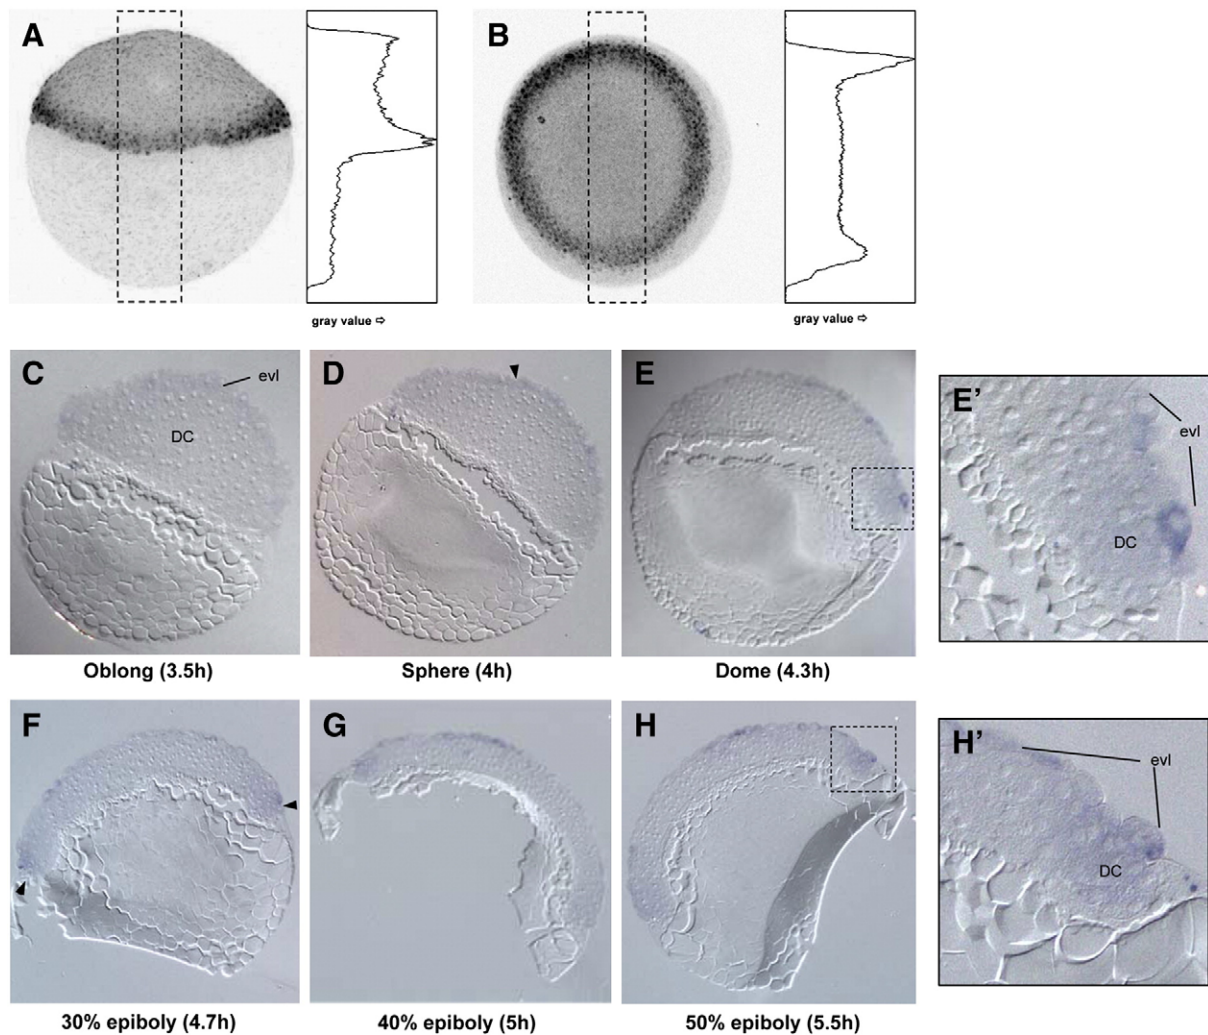 A
B
gray value ⇨
gray value ⇨
C
evl
DC
D
E
E'
evl
DC
Oblong (3.5h)
Sphere (4h)
Dome (4.3h)
F
G
H
H'
evl
DC
30% epiboly (4.7h)
40% epiboly (5h)
50% epiboly (5.5h)